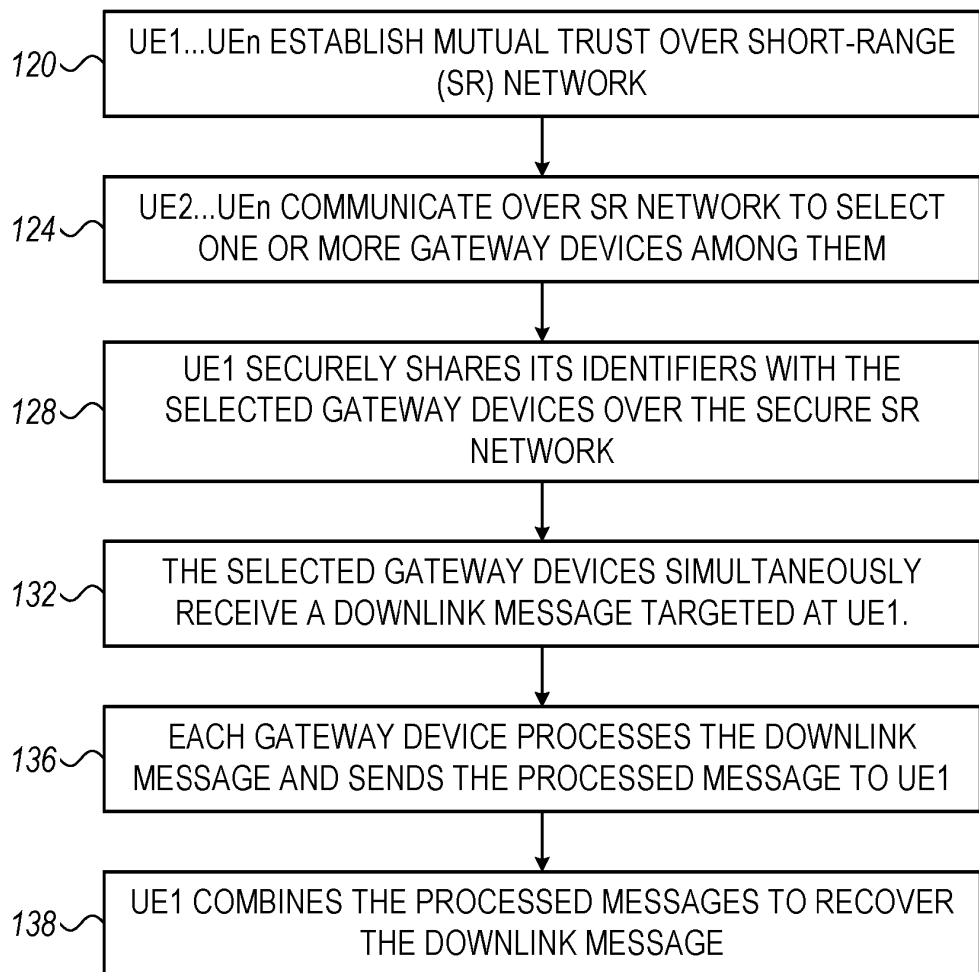 UE1...UEn ESTABLISH MUTUAL TRUST OVER SHORT-RANGE
120
(SR) NETWORK
UE2...UEn COMMUNICATE OVER SR NETWORK TO SELECT
124
ONE OR MORE GATEWAY DEVICES AMONG THEM
UE1 SECURELY SHARES ITS IDENTIFIERS WITH THE
128
SELECTED GATEWAY DEVICES OVER THE SECURE SR
NETWORK
132
THE SELECTED GATEWAY DEVICES SIMULTANEOUSLY
RECEIVE A DOWNLINK MESSAGE TARGETED AT UE1.
136
EACH GATEWAY DEVICE PROCESSES THE DOWNLINK
MESSAGE AND SENDS THE PROCESSED MESSAGE TO UE1
138
UE1 COMBINES THE PROCESSED MESSAGES TO RECOVER
THE DOWNLINK MESSAGE